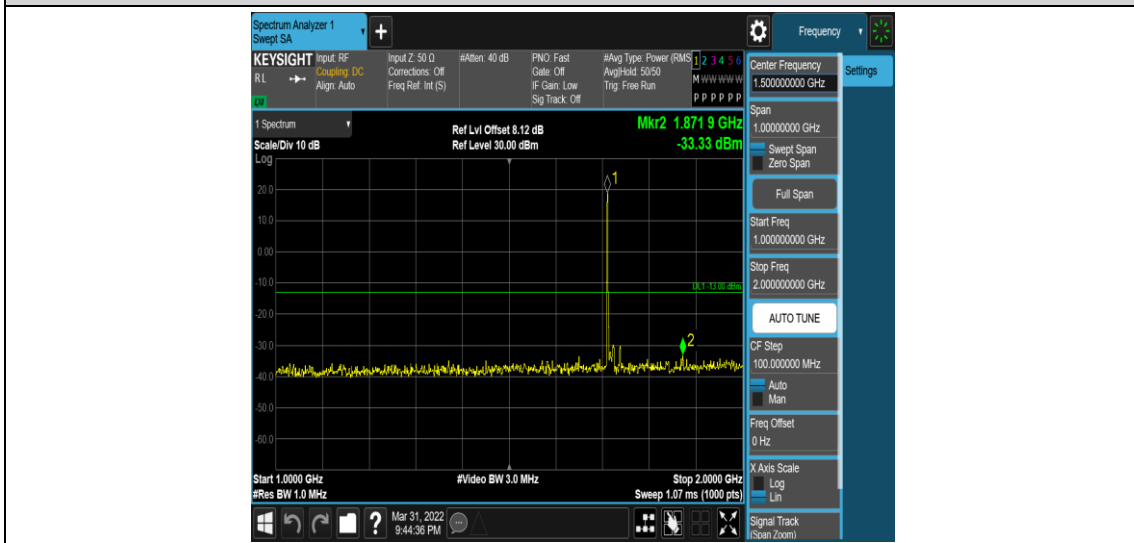 Spectrum Analyzer 1
Swept SA
+
Frequency
KEYSIGHT
RL
LXI
Input: RF
Coupling: DC
Align: Auto
Input Z: 50 Ω
Corrections: Off
Freq Ref: Int (S)
#Atten: 40 dB
PNO: Fast
Gate: Off
IF Gain: Low
Sig Track: Off
#Avg Type: Power (RMS
Avg|Hold: 50/50
Trig: Free Run
1 2 3 4 5 6
M W W W W W
P P P P P P
1 Spectrum
Scale/Div 10 dB
Log
Ref Lvl Offset 8.12 dB
Ref Level 30.00 dBm
Mkr2 1.871 9 GHz
-33.33 dBm
1
20.0
10.0
0.00
-10.0
DL1 -13.00 dBm
-20.0
-30.0
2
-40.0
-50.0
-60.0
Start 1.0000 GHz
#Res BW 1.0 MHz
#Video BW 3.0 MHz
Stop 2.0000 GHz
Sweep 1.07 ms (1000 pts)
?
Mar 31, 2022
9:44:36 PM
Center Frequency
1.500000000 GHz
Settings
Span
1.00000000 GHz
Swept Span
Zero Span
Full Span
Start Freq
1.000000000 GHz
Stop Freq
2.000000000 GHz
AUTO TUNE
CF Step
100.000000 MHz
Auto
Man
Freq Offset
0 Hz
X Axis Scale
Log
Lin
Signal Track
(Span Zoom)